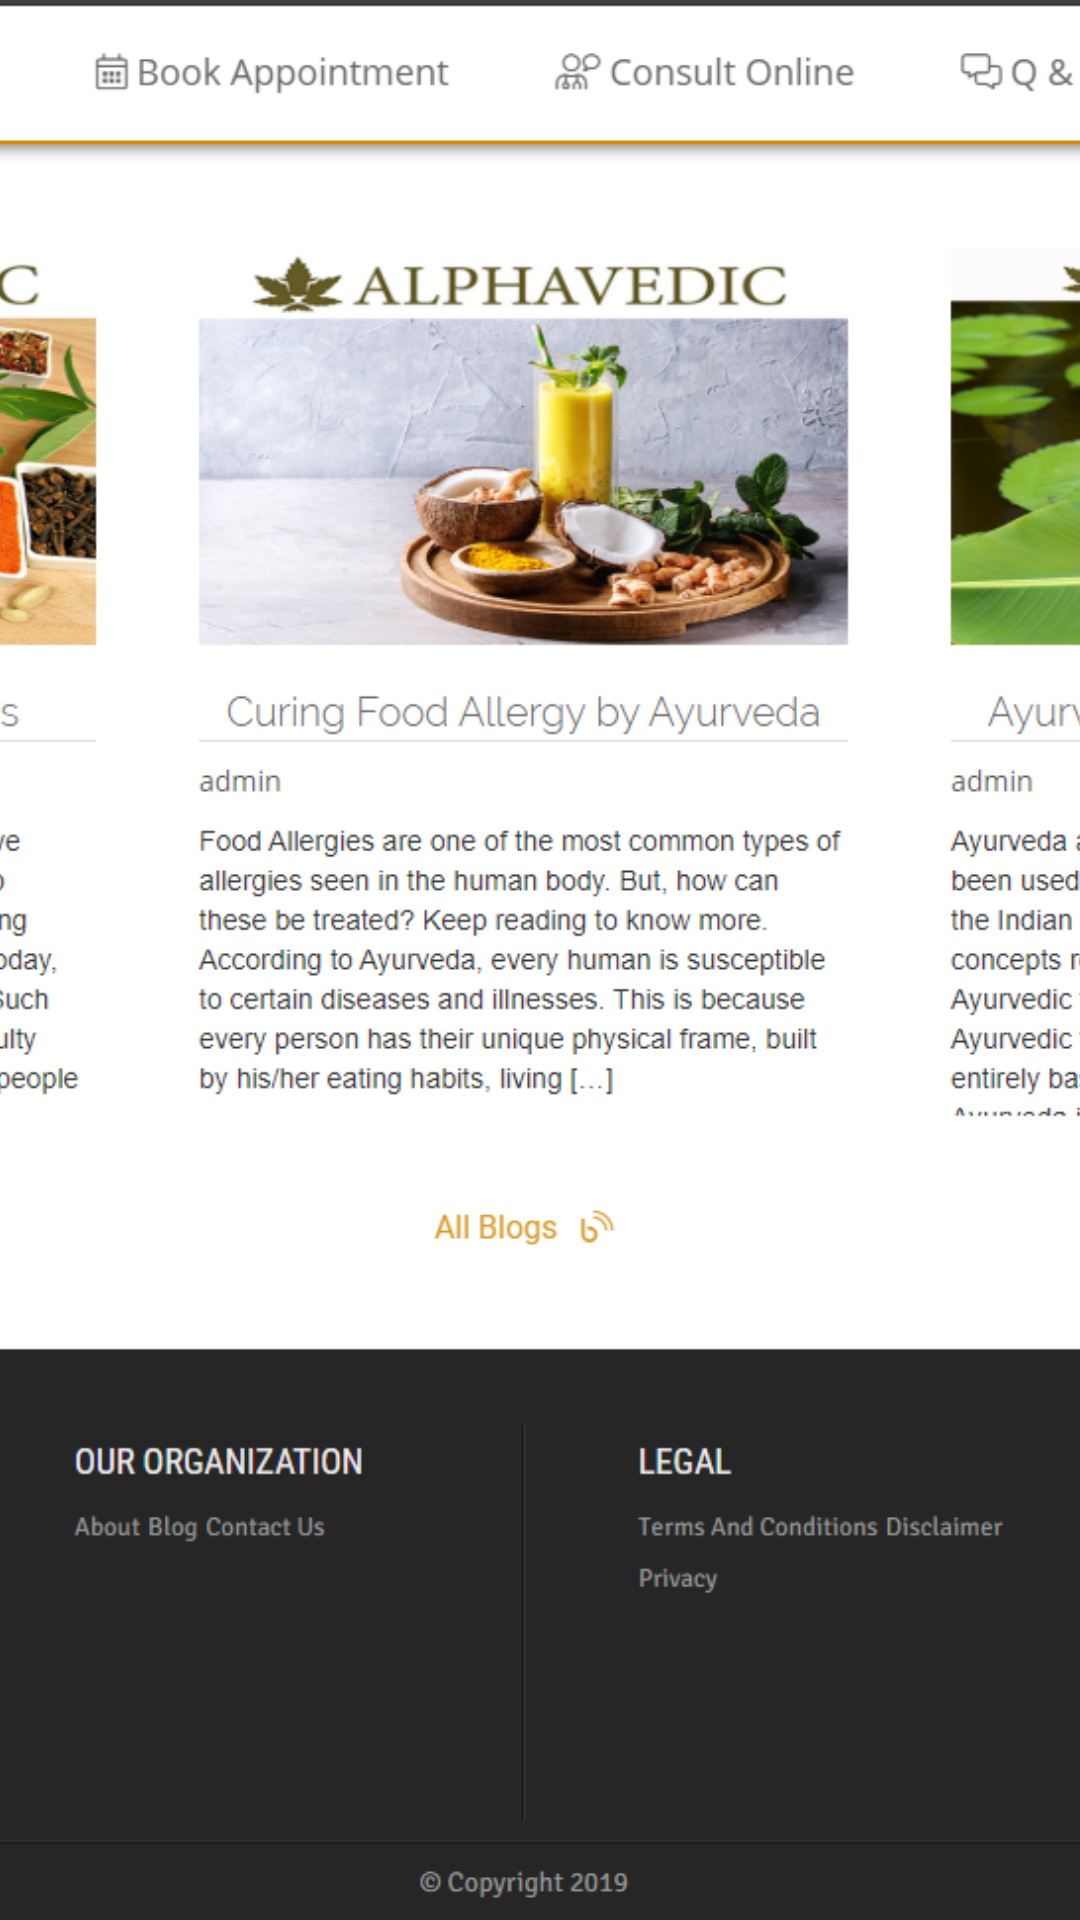 Book Appointment
Consult Online
Q &
C
ALPHAVEDIC
s
Curing Food Allergy by Ayurveda
Ayurv
admin
admin
ve
o
ng
oday,
Such
ulty
people
Food Allergies are one of the most common types of
allergies seen in the human body. But, how can
these be treated? Keep reading to know more.
According to Ayurveda, every human is susceptible
to certain diseases and illnesses. This is because
every person has their unique physical frame, built
by his/her eating habits, living [...]
Ayurveda a
been used
the Indian
concepts r
Ayurvedic
Ayurvedic
entirely ba
Ayurveda i
All Blogs
OUR ORGANIZATION
About Blog Contact Us
LEGAL
Terms And Conditions Disclaimer
Privacy
© Copyright 2019